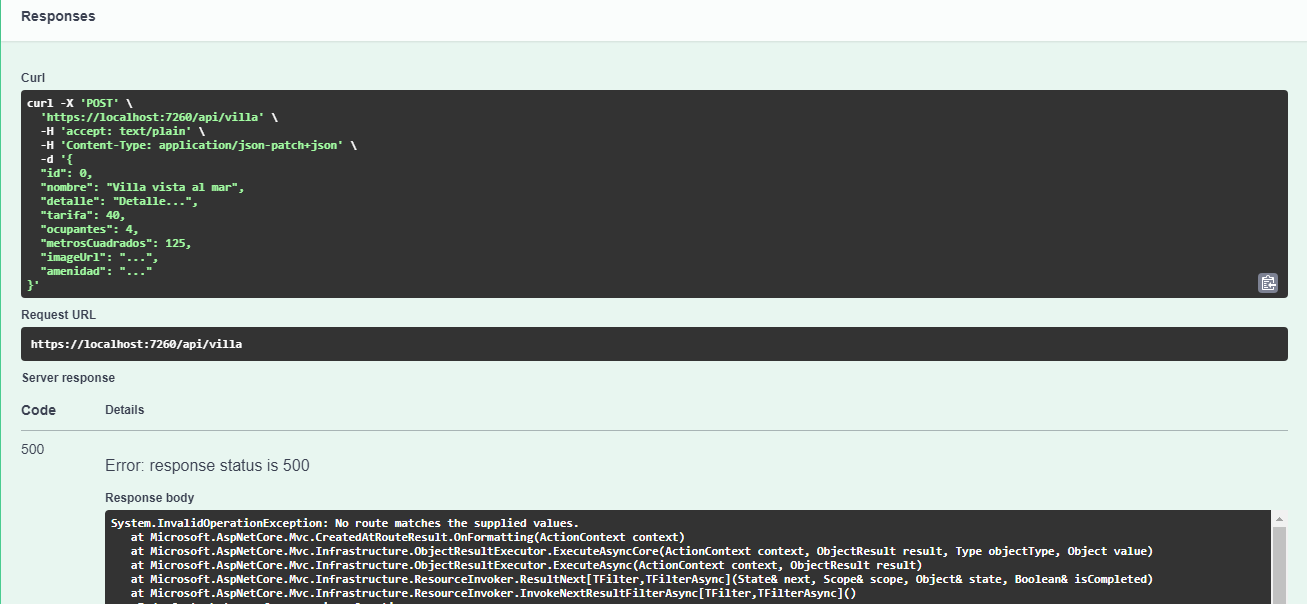 Responses
Curl
curl -X 'POST' \
  'https://localhost:7260/api/villa' \
  -H 'accept: text/plain' \
  -H 'Content-Type: application/json-patch+json' \
  -d '{
  "id": 0,
  "nombre": "Villa vista al mar",
  "detalle": "Detalle...",
  "tarifa": 40,
  "ocupantes": 4,
  "metrosCuadrados": 125,
  "imageUrl": "...",
  "amenidad": "..."
}'
Request URL
https://localhost:7260/api/villa
Server response
Code Details
500
Error: response status is 500
Response body
System.InvalidOperationException: No route matches the supplied values.
   at Microsoft.AspNetCore.Mvc.CreatedAtRouteResult.OnFormatting(ActionContext context)
   at Microsoft.AspNetCore.Mvc.Infrastructure.ObjectResultExecutor.ExecuteAsyncCore(ActionContext context, ObjectResult result, Type objectType, Object value)
   at Microsoft.AspNetCore.Mvc.Infrastructure.ObjectResultExecutor.ExecuteAsync(ActionContext context, ObjectResult result)
   at Microsoft.AspNetCore.Mvc.Infrastructure.ResourceInvoker.ResultNext[TFilter,TFilterAsync](State& next, Scope& scope, Object& state, Boolean& isCompleted)
   at Microsoft.AspNetCore.Mvc.Infrastructure.ResourceInvoker.InvokeNextResultFilterAsync[TFilter,TFilterAsync]()